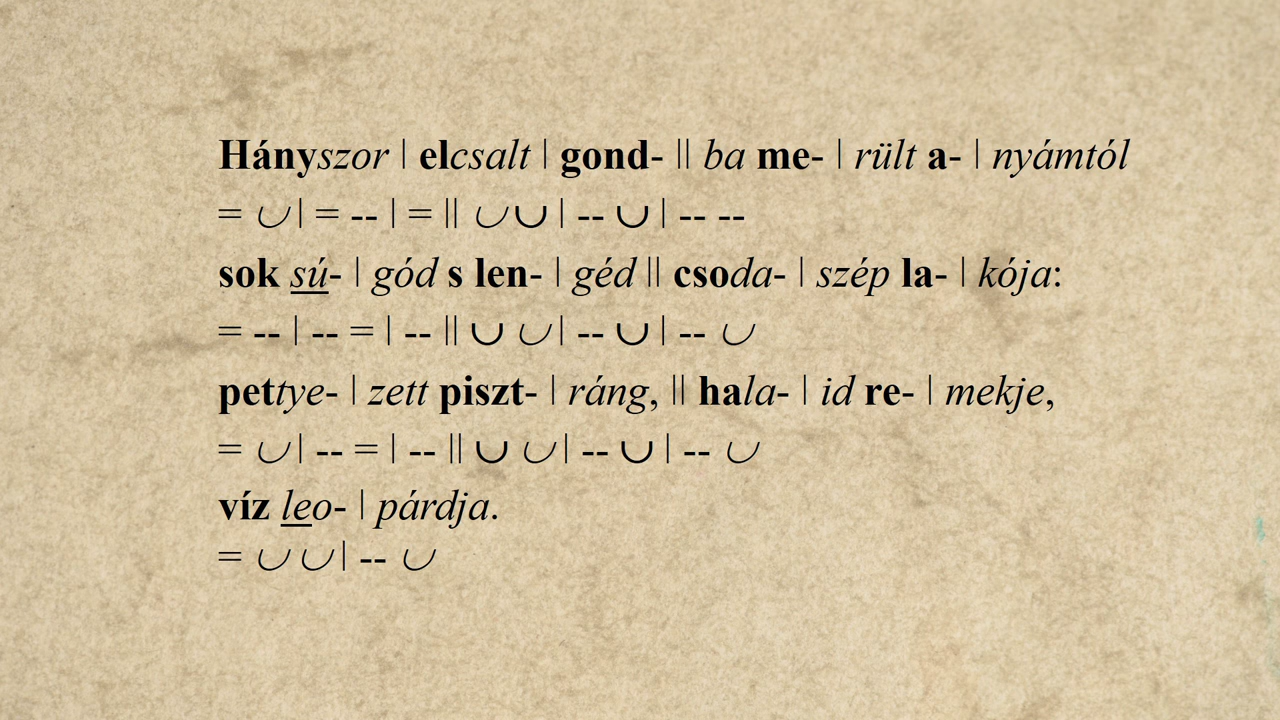 Hányszor | elcsalt | gond- || ba me- | rült a- | nyámtól
= ∪ | = -- | = || ∪ ∪ | -- ∪ | -- --
sok sú- | gód s len- | géd || csoda- | szép la- | kója:
= -- | -- = | -- || ∪ ∪ | -- ∪ | -- ∪
pettye- | zett piszt- | ráng, || hala- | id re- | mekje,
= ∪ | -- = | -- || ∪ ∪ | -- ∪ | -- ∪
víz leo- | párdja.
= ∪ ∪ | -- ∪